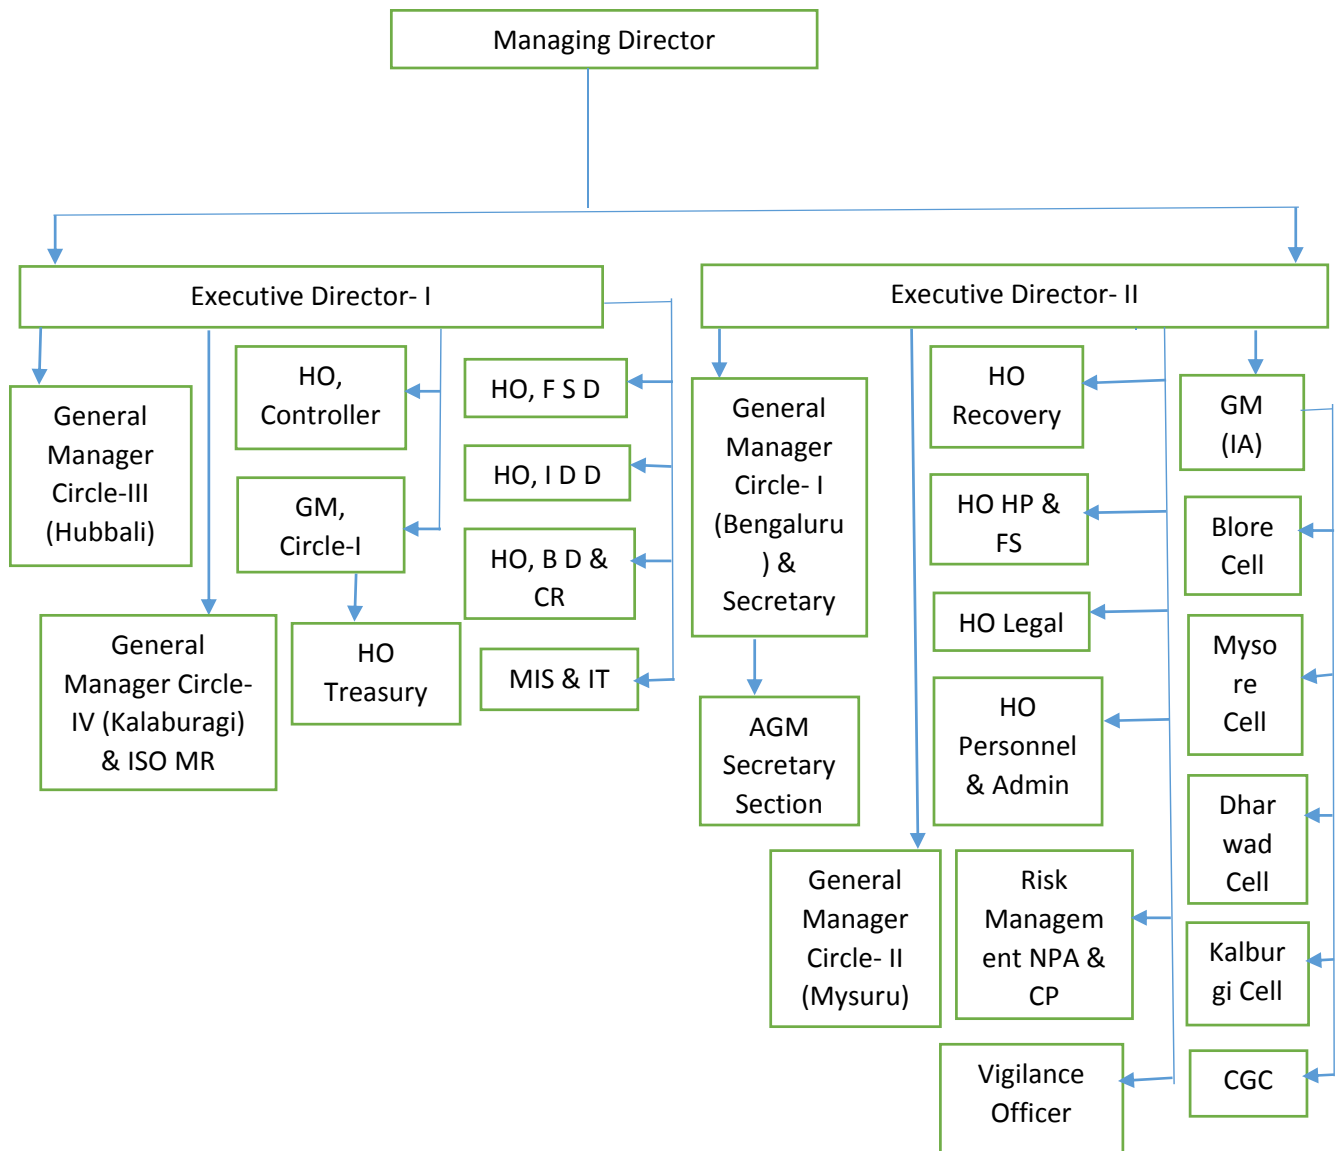 Managing Director
Executive Director- I
Executive Director- II
General
Manager
Circle-III
(Hubbali)
HO,
Controller
GM,
Circle-I
General
Manager Circle-
IV (Kalaburagi)
& ISO MR
HO
Treasury
HO, F S D
HO, I D D
HO, B D &
CR
MIS & IT
General
Manager
Circle- I
(Bengaluru
) &
Secretary
AGM
Secretary
Section
General
Manager
Circle- II
(Mysuru)
HO
Recovery
HO HP &
FS
HO Legal
HO
Personnel
& Admin
Risk
Managem
ent NPA &
CP
Vigilance
Officer
GM
(IA)
Blore
Cell
Myso
re
Cell
Dhar
wad
Cell
Kalbur
gi Cell
CGC